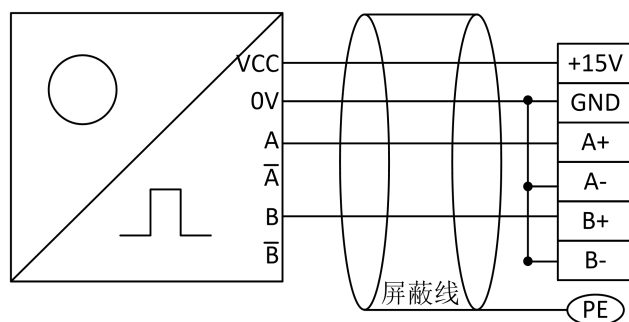 VCC
0V
A
A̅
B
B̅
+15V
GND
A+
A-
B+
B-
屏蔽线
PE